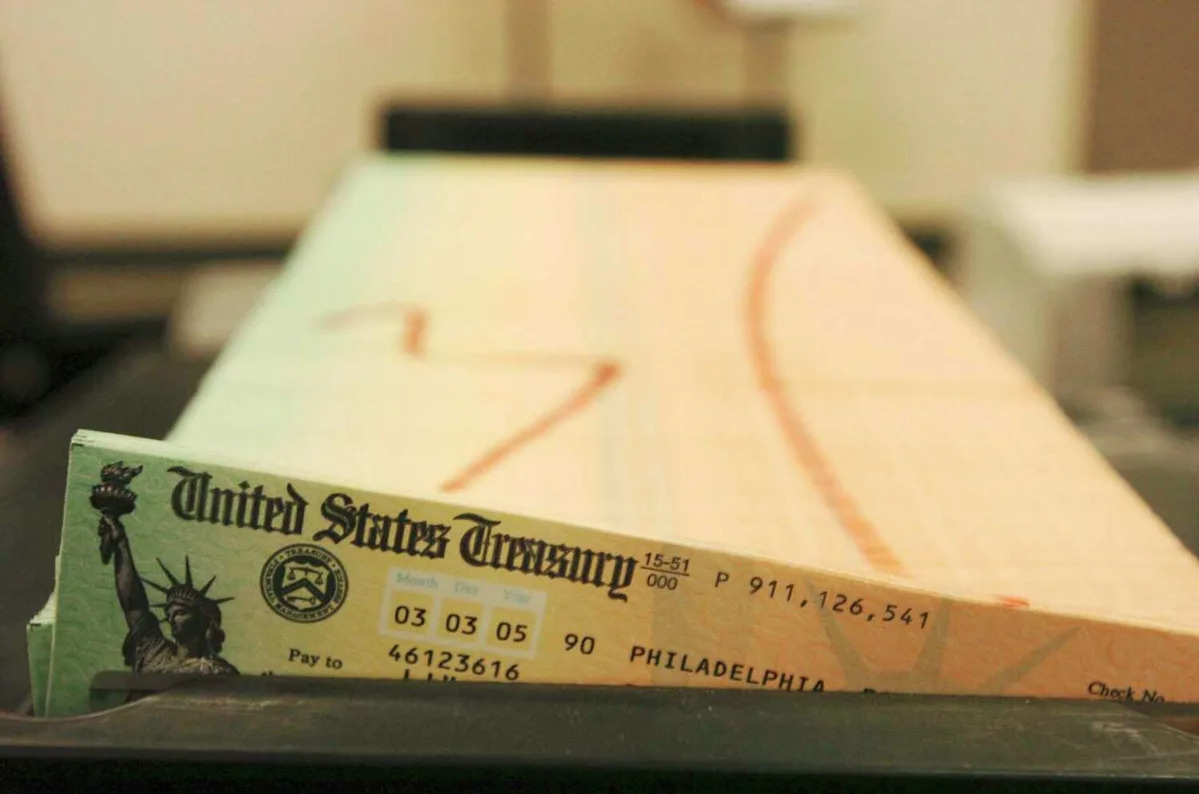 United States Treasury 15-51
000 P 911,126,541
Month Day Year
03 03 05 90 PHILADELPHIA
Pay to 46123616
Check No.